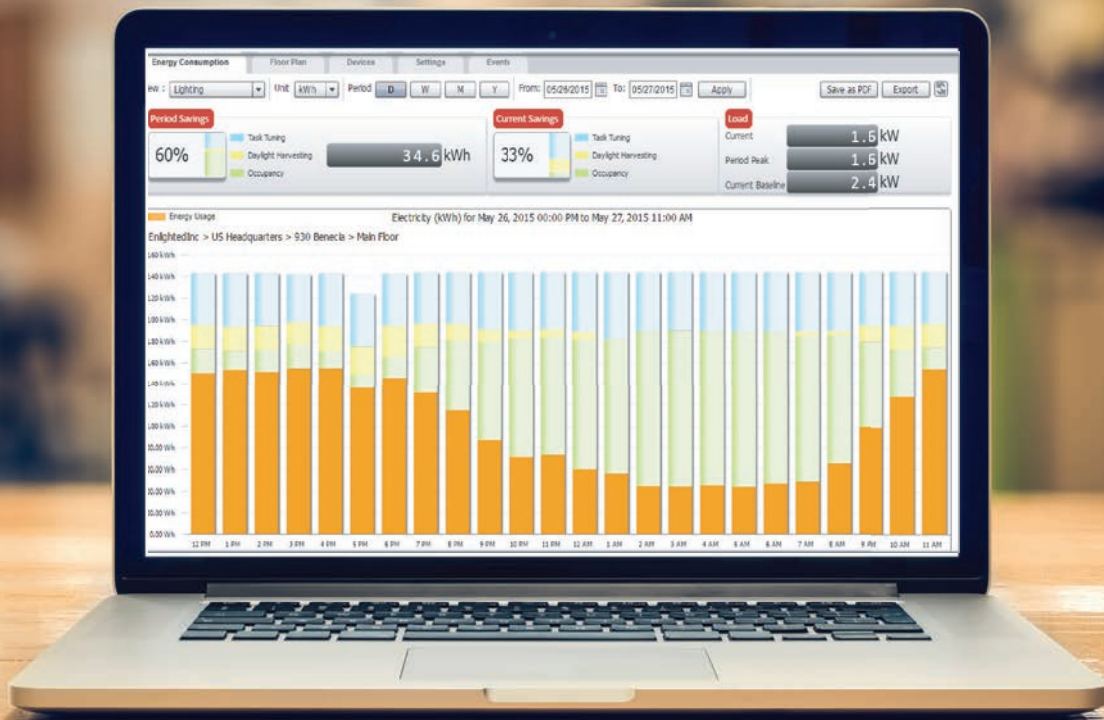 Energy Consumption Floor Plan Devices Settings Events
ew : Lighting Unit kWh Period D W M Y From: 05/26/2015 To: 05/27/2015 Apply Save as PDF Export
Period Savings
60%
Task Tuning
Daylight Harvesting
Occupancy
34.6 kWh
Current Savings
33%
Task Tuning
Daylight Harvesting
Occupancy
Load
Current 1.6 kW
Period Peak 1.6 kW
Current Baseline 2.4 kW
Energy Usage
Electricity (kWh) for May 26, 2015 00:00 PM to May 27, 2015 11:00 AM
EnlightedInc > US Headquarters > 930 Benecia > Main Floor
0.00 Wh
12 PM 1 PM 2 PM 3 PM 4 PM 5 PM 6 PM 7 PM 8 PM 9 PM 10 PM 11 PM 12 AM 1 AM 2 AM 3 AM 4 AM 5 AM 6 AM 7 AM 8 AM 9 AM 10 AM 11 AM